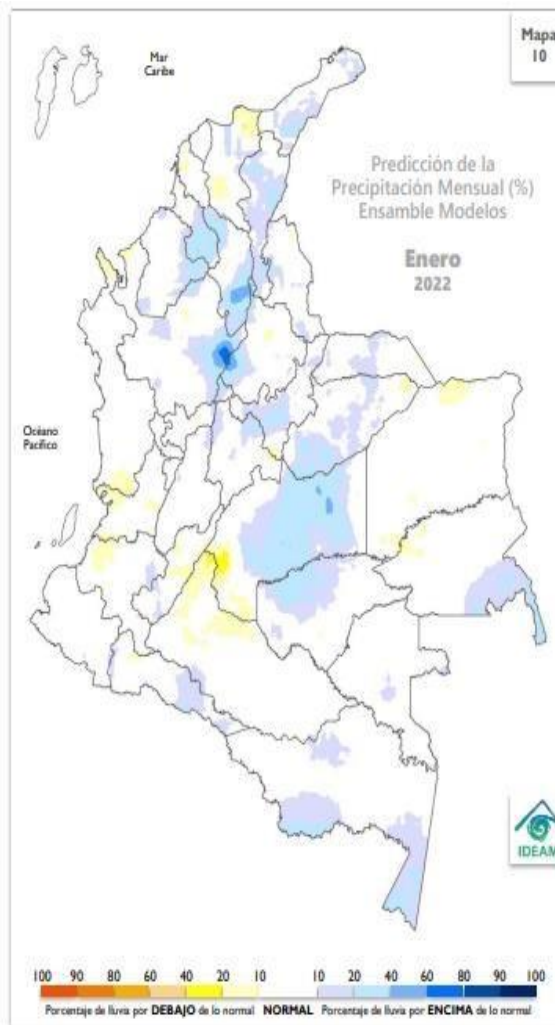 Mapa
10
Mar
Caribe
Predicción de la
Precipitación Mensual (%)
Ensamble Modelos
Enero
2022
Océano
Pacífico
IDEAM
100 90 80 60 40 20 10 10 20 40 60 80 90 100
Porcentaje de lluvia por DEBAJO de lo normal NORMAL Porcentaje de lluvia por ENCIMA de lo normal